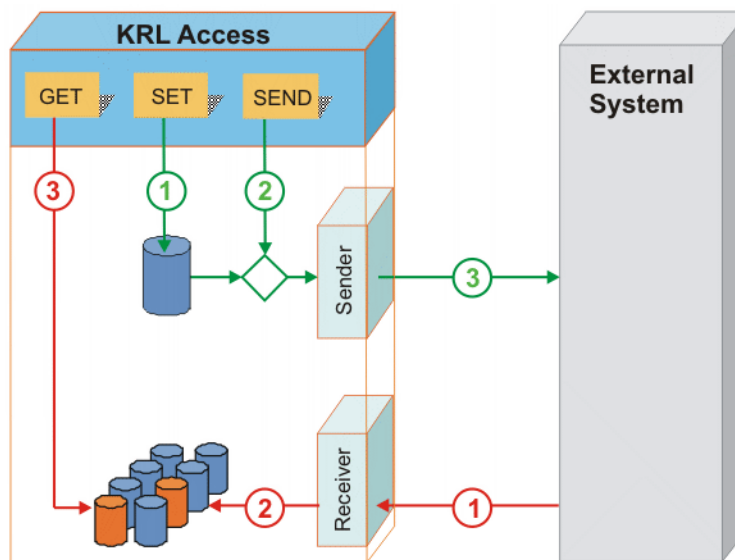 KRL Access
GET
SET
SEND
External
System
3
1
2
Sender
3
Receiver
2
1